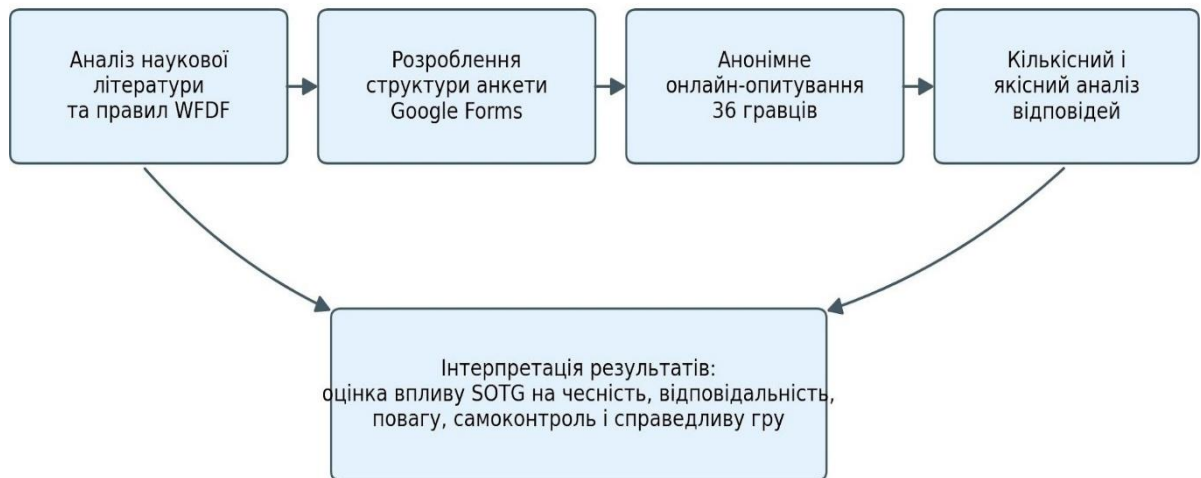 Аналіз наукової
літератури
та правил WFDF
Розроблення
структури анкети
Google Forms
Анонімне
онлайн-опитування
36 гравців
Кількісний і
якісний аналіз
відповідей
Інтерпретація результатів:
оцінка впливу SOTG на чесність, відповідальність,
повагу, самоконтроль і справедливу гру